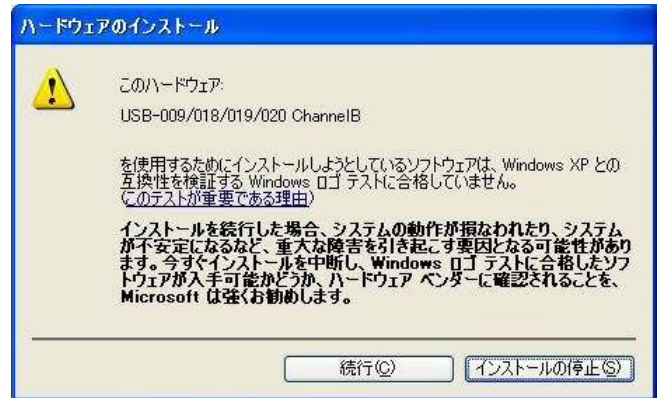 ハードウェアのインストール
このハードウェア:
USB-009/018/019/020 ChannelB
を使用するためにインストールしようとしているソフトウェアは、Windows XP との
互換性を検証する Windows ロゴ テストに合格していません。
(このテストが重要である理由)
インストールを続行した場合、システムの動作が損なわれたり、システム
が不安定になるなど、重大な障害を引き起こす要因となる可能性があり
ます。今すぐインストールを中断し、Windows ロゴ テストに合格したソフ
トウェアが入手可能かどうか、ハードウェア ベンダーに確認されることを、
Microsoft は強くお勧めします。
続行(C)
インストールの停止(S)